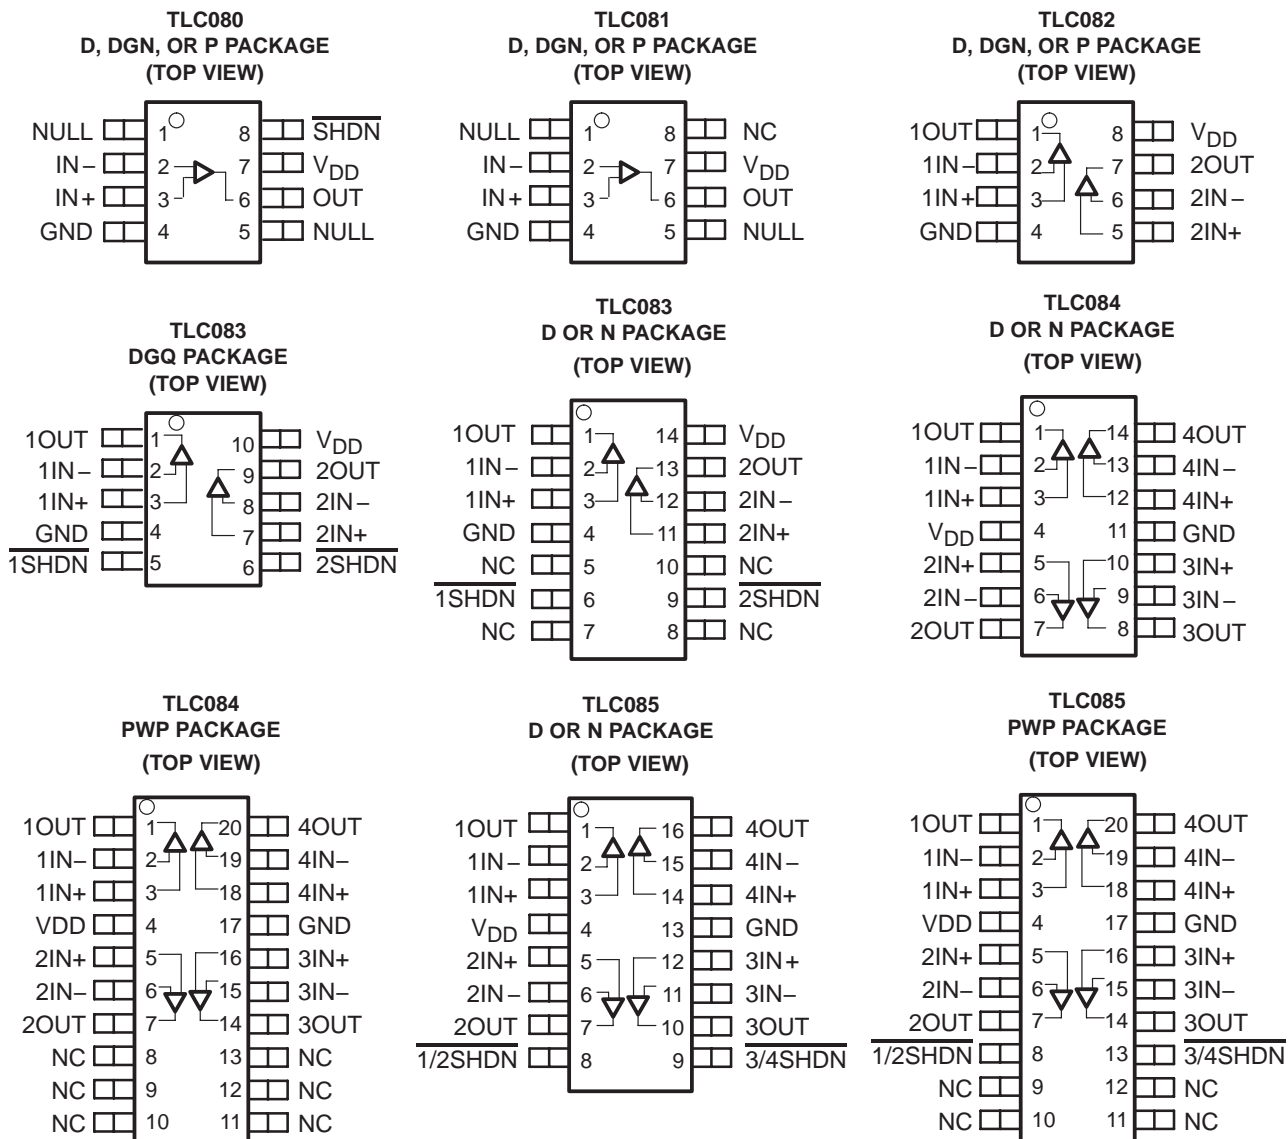 TLC080
D, DGN, OR P PACKAGE
(TOP VIEW)
NULL 1 8 S̅H̅D̅N̅
IN− 2 7 VDD
IN+ 3 6 OUT
GND 4 5 NULL
TLC081
D, DGN, OR P PACKAGE
(TOP VIEW)
NULL 1 8 NC
IN− 2 7 VDD
IN+ 3 6 OUT
GND 4 5 NULL
TLC082
D, DGN, OR P PACKAGE
(TOP VIEW)
1OUT 1 8 VDD
1IN− 2 7 2OUT
1IN+ 3 6 2IN−
GND 4 5 2IN+
TLC083
DGQ PACKAGE
(TOP VIEW)
1OUT 1 10 VDD
1IN− 2 9 2OUT
1IN+ 3 8 2IN−
GND 4 7 2IN+
1̅S̅H̅D̅N̅ 5 6 2̅S̅H̅D̅N̅
TLC083
D OR N PACKAGE
(TOP VIEW)
1OUT 1 14 VDD
1IN− 2 13 2OUT
1IN+ 3 12 2IN−
GND 4 11 2IN+
NC 5 10 NC
1̅S̅H̅D̅N̅ 6 9 2̅S̅H̅D̅N̅
NC 7 8 NC
TLC084
D OR N PACKAGE
(TOP VIEW)
1OUT 1 14 4OUT
1IN− 2 13 4IN−
1IN+ 3 12 4IN+
VDD 4 11 GND
2IN+ 5 10 3IN+
2IN− 6 9 3IN−
2OUT 7 8 3OUT
TLC084
PWP PACKAGE
(TOP VIEW)
1OUT 1 20 4OUT
1IN− 2 19 4IN−
1IN+ 3 18 4IN+
VDD 4 17 GND
2IN+ 5 16 3IN+
2IN− 6 15 3IN−
2OUT 7 14 3OUT
NC 8 13 NC
NC 9 12 NC
NC 10 11 NC
TLC085
D OR N PACKAGE
(TOP VIEW)
1OUT 1 16 4OUT
1IN− 2 15 4IN−
1IN+ 3 14 4IN+
VDD 4 13 GND
2IN+ 5 12 3IN+
2IN− 6 11 3IN−
2OUT 7 10 3OUT
1̅/̅2̅S̅H̅D̅N̅ 8 9 3̅/̅4̅S̅H̅D̅N̅
TLC085
PWP PACKAGE
(TOP VIEW)
1OUT 1 20 4OUT
1IN− 2 19 4IN−
1IN+ 3 18 4IN+
VDD 4 17 GND
2IN+ 5 16 3IN+
2IN− 6 15 3IN−
2OUT 7 14 3OUT
1̅/̅2̅S̅H̅D̅N̅ 8 13 3̅/̅4̅S̅H̅D̅N̅
NC 9 12 NC
NC 10 11 NC